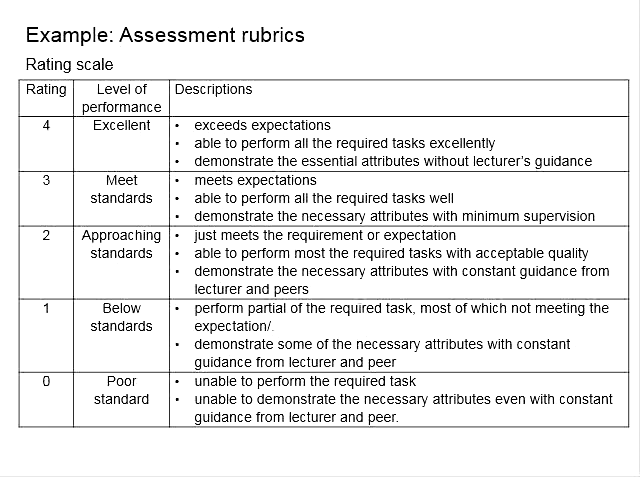 Example: Assessment rubrics
Rating scale
Rating
Level of
performance
Descriptions
4
Excellent
• exceeds expectations
• able to perform all the required tasks excellently
• demonstrate the essential attributes without lecturer's guidance
3
Meet
standards
• meets expectations
• able to perform all the required tasks well
• demonstrate the necessary attributes with minimum supervision
2
Approaching
standards
• just meets the requirement or expectation
• able to perform most the required tasks with acceptable quality
• demonstrate the necessary attributes with constant guidance from
lecturer and peers
1
Below
standards
• perform partial of the required task, most of which not meeting the
expectation/.
• demonstrate some of the necessary attributes with constant
guidance from lecturer and peer
0
Poor
standard
• unable to perform the required task
• unable to demonstrate the necessary attributes even with constant
guidance from lecturer and peer.